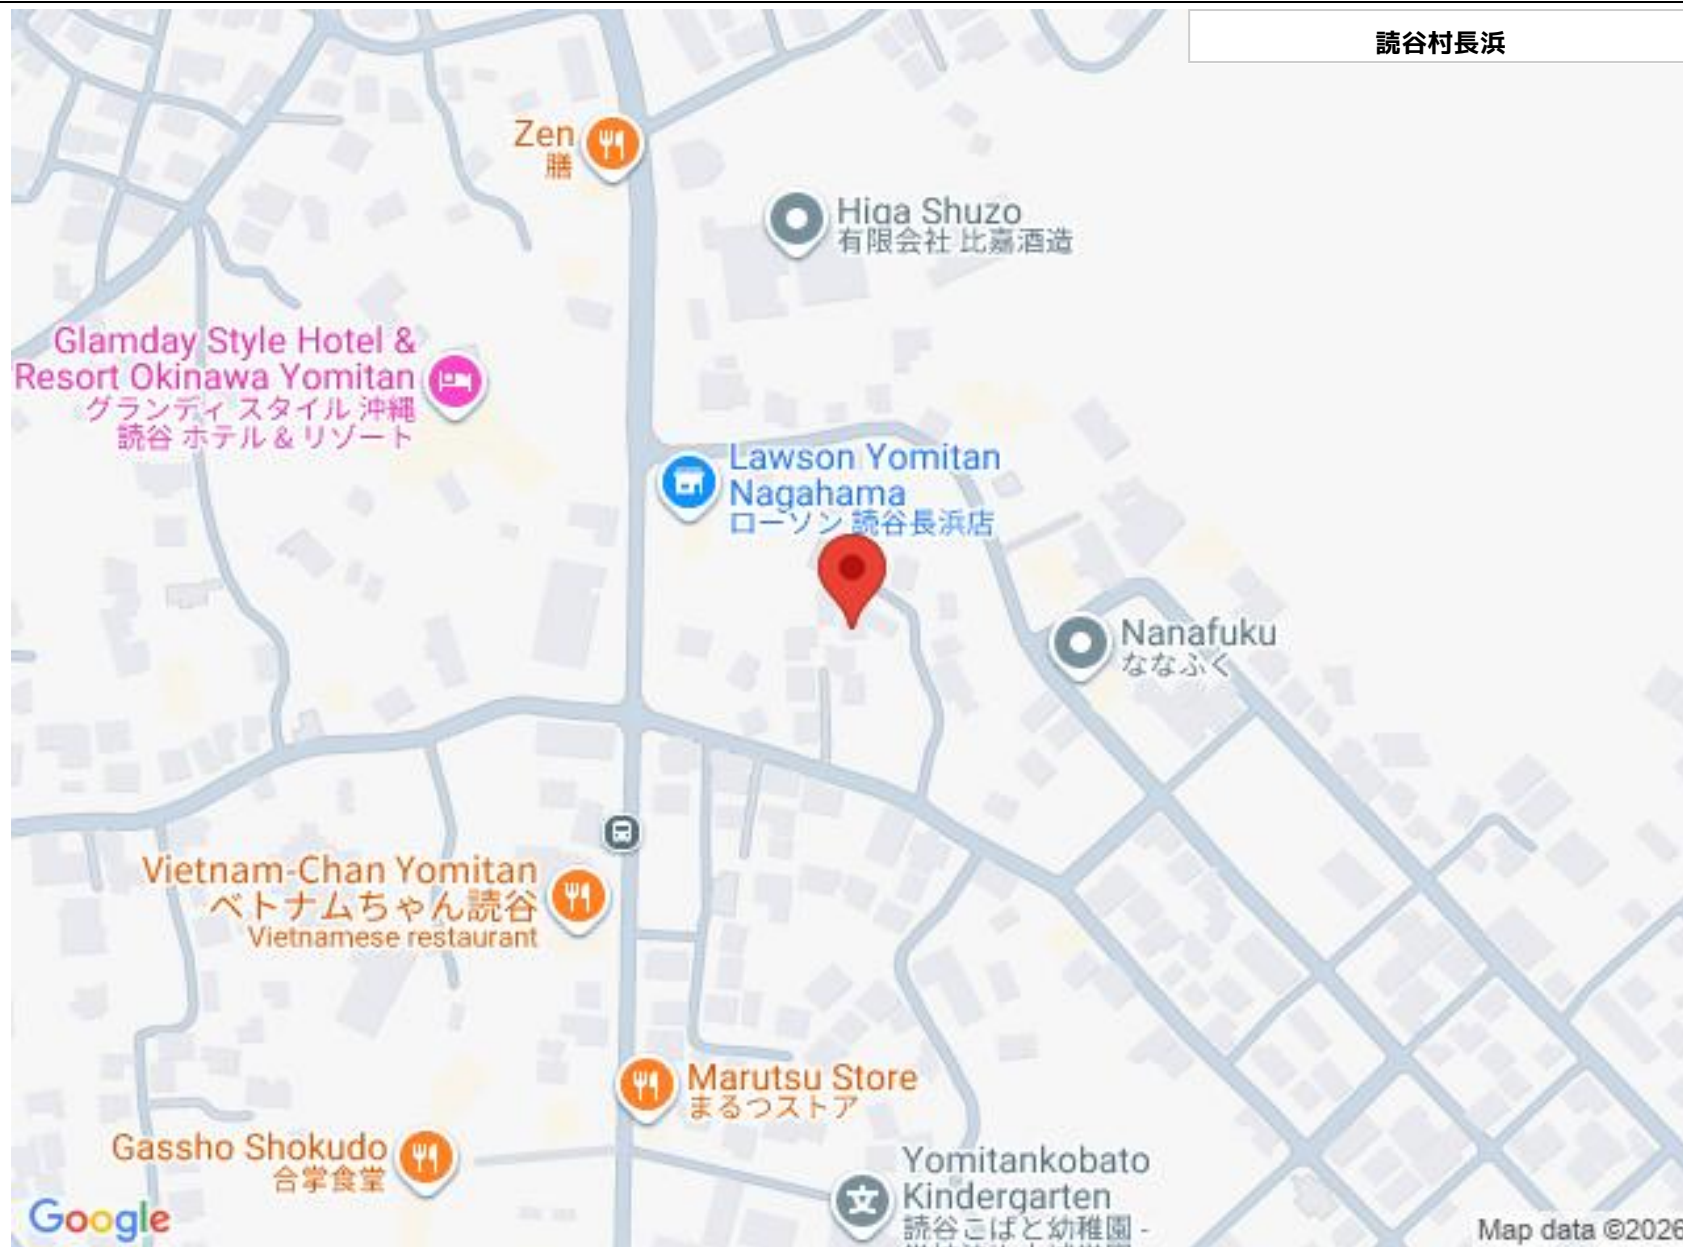 読谷村長浜
Zen
膳
Higa Shuzo
有限会社 比嘉酒造
Glamday Style Hotel &
Resort Okinawa Yomitan
グランディ スタイル 沖縄
読谷 ホテル & リゾート
Lawson Yomitan
Nagahama
ローソン 読谷長浜店
Nanafuku
ななふく
Vietnam-Chan Yomitan
ベトナムちゃん読谷
Vietnamese restaurant
Marutsu Store
まるつストア
Gassho Shokudo
合掌食堂
Yomitankobato
Kindergarten
読谷こばと幼稚園 -
文
Google
Map data ©2026